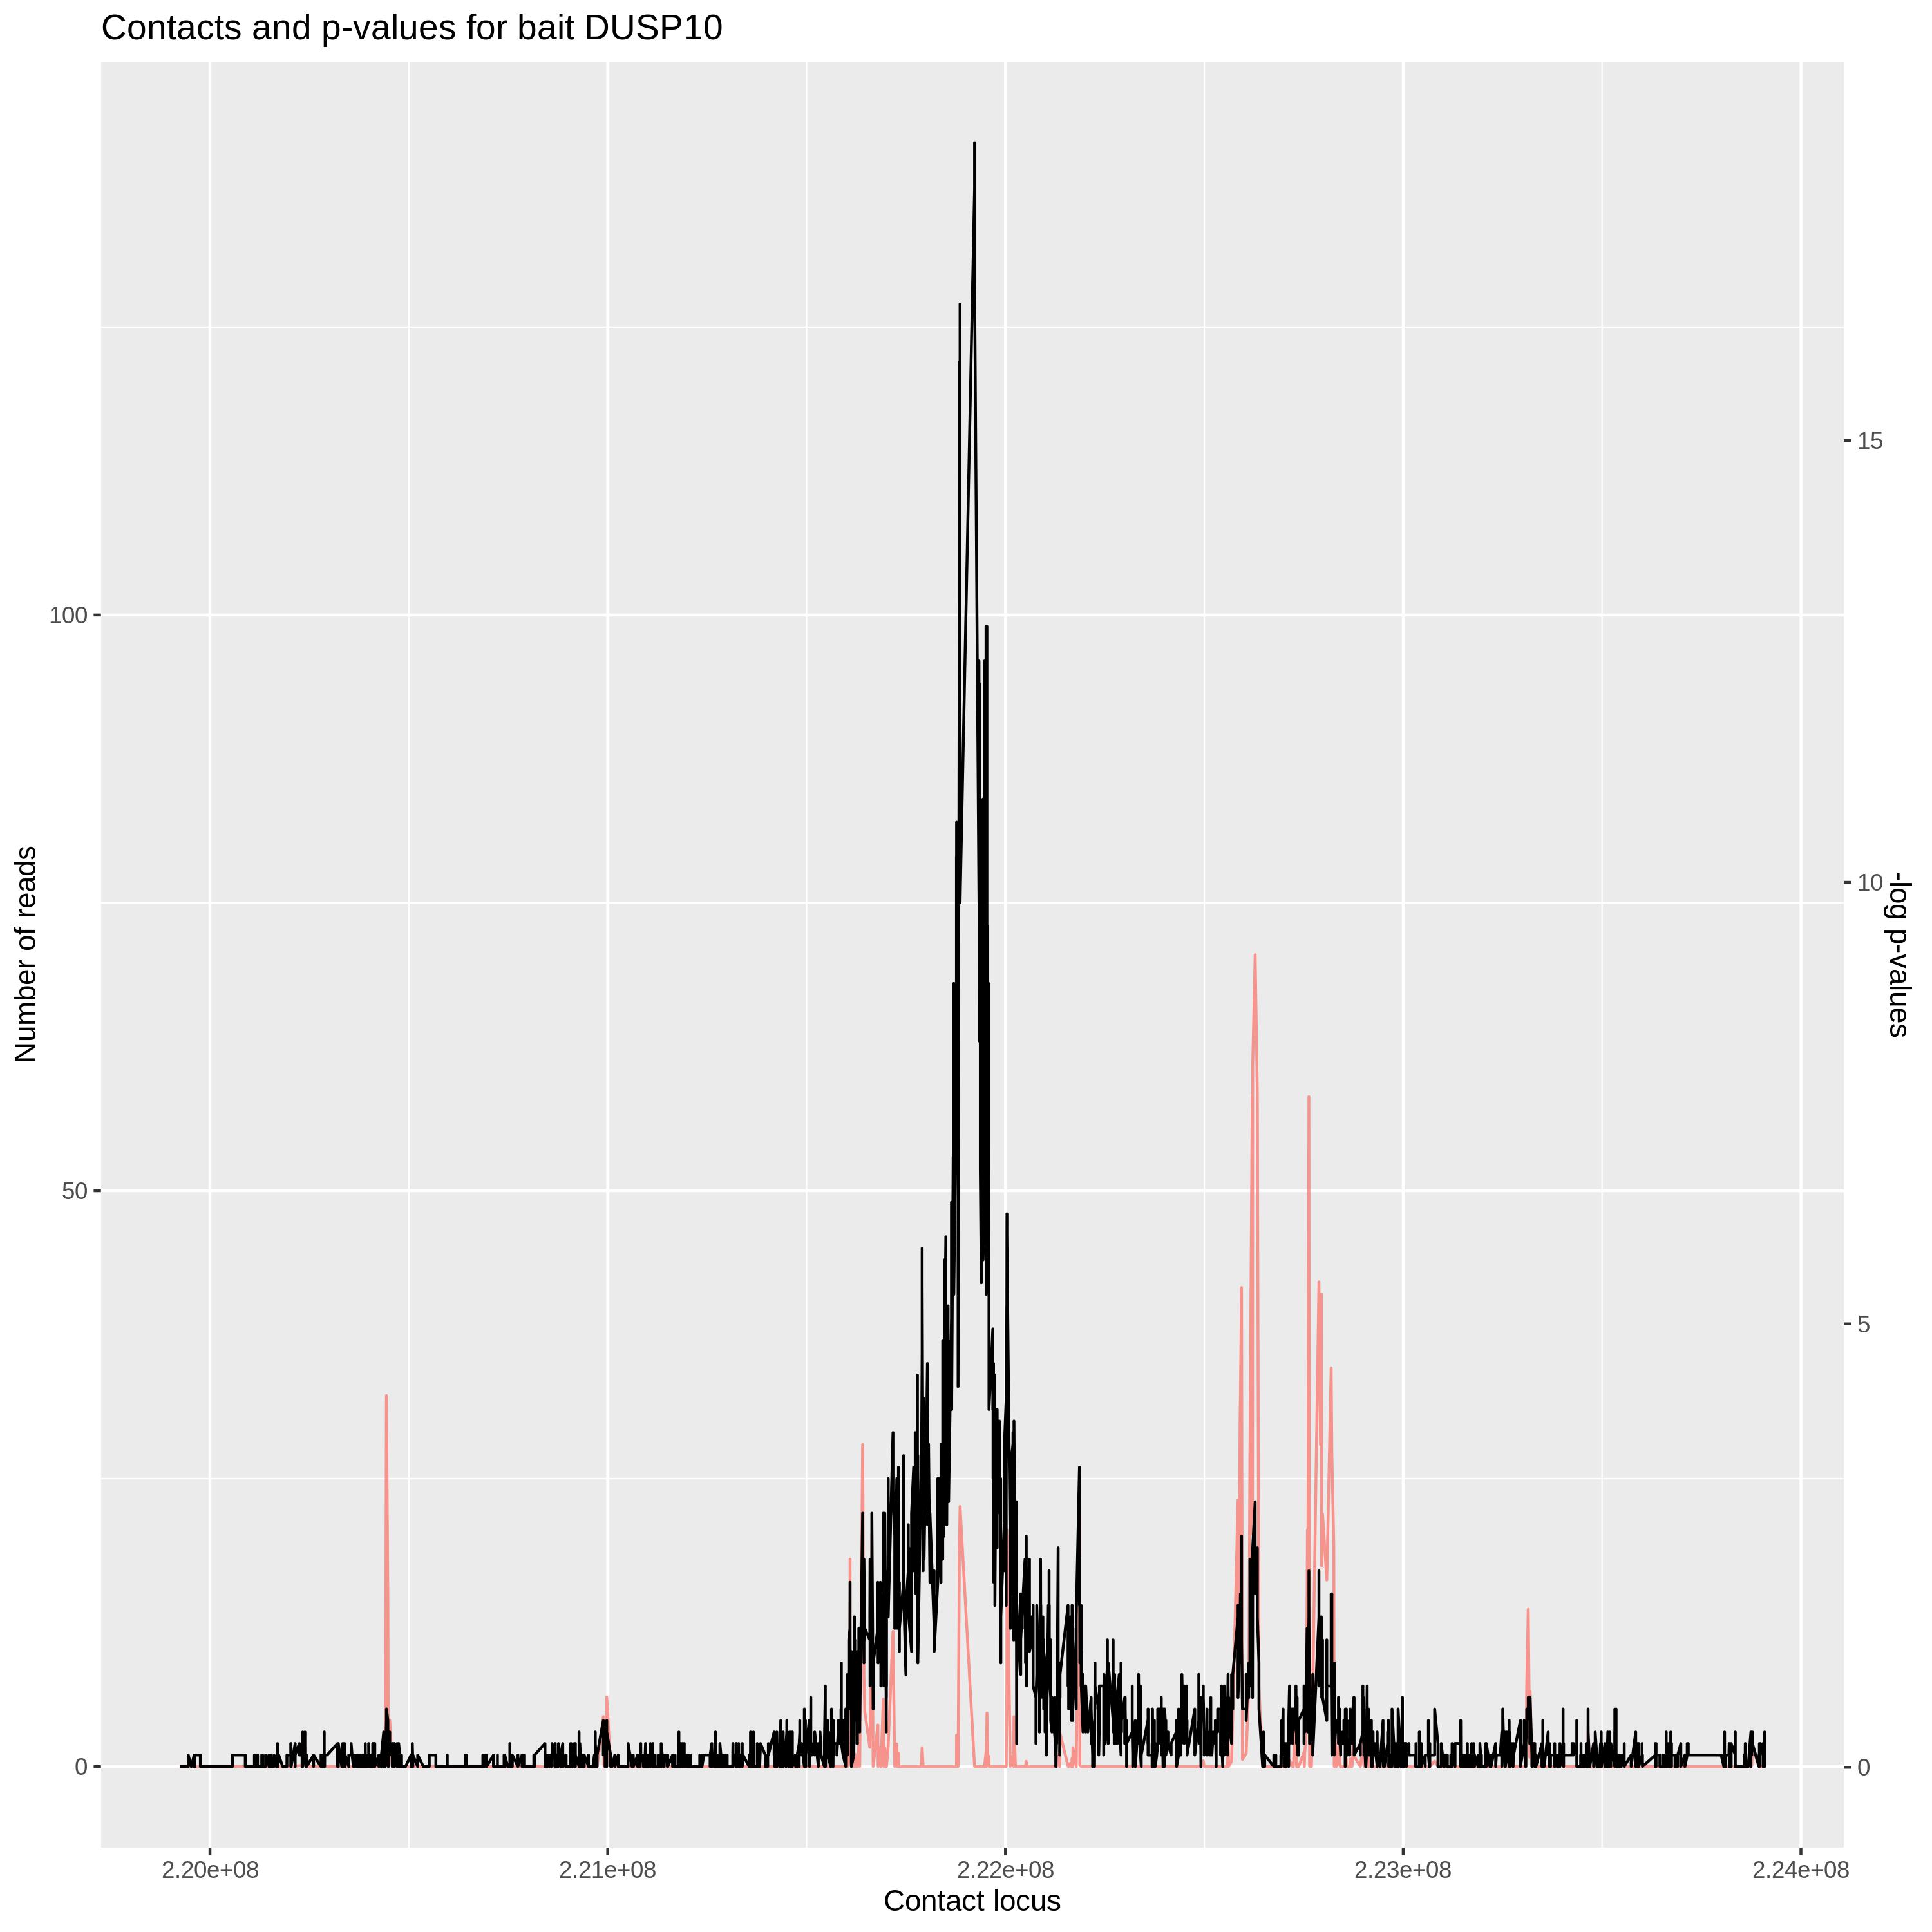 Contacts and p-values for bait DUSP10
Number of reads
100
50
0
15
10
5
0
-log p-values
2.20e+08
2.21e+08
2.22e+08
2.23e+08
2.24e+08
Contact locus